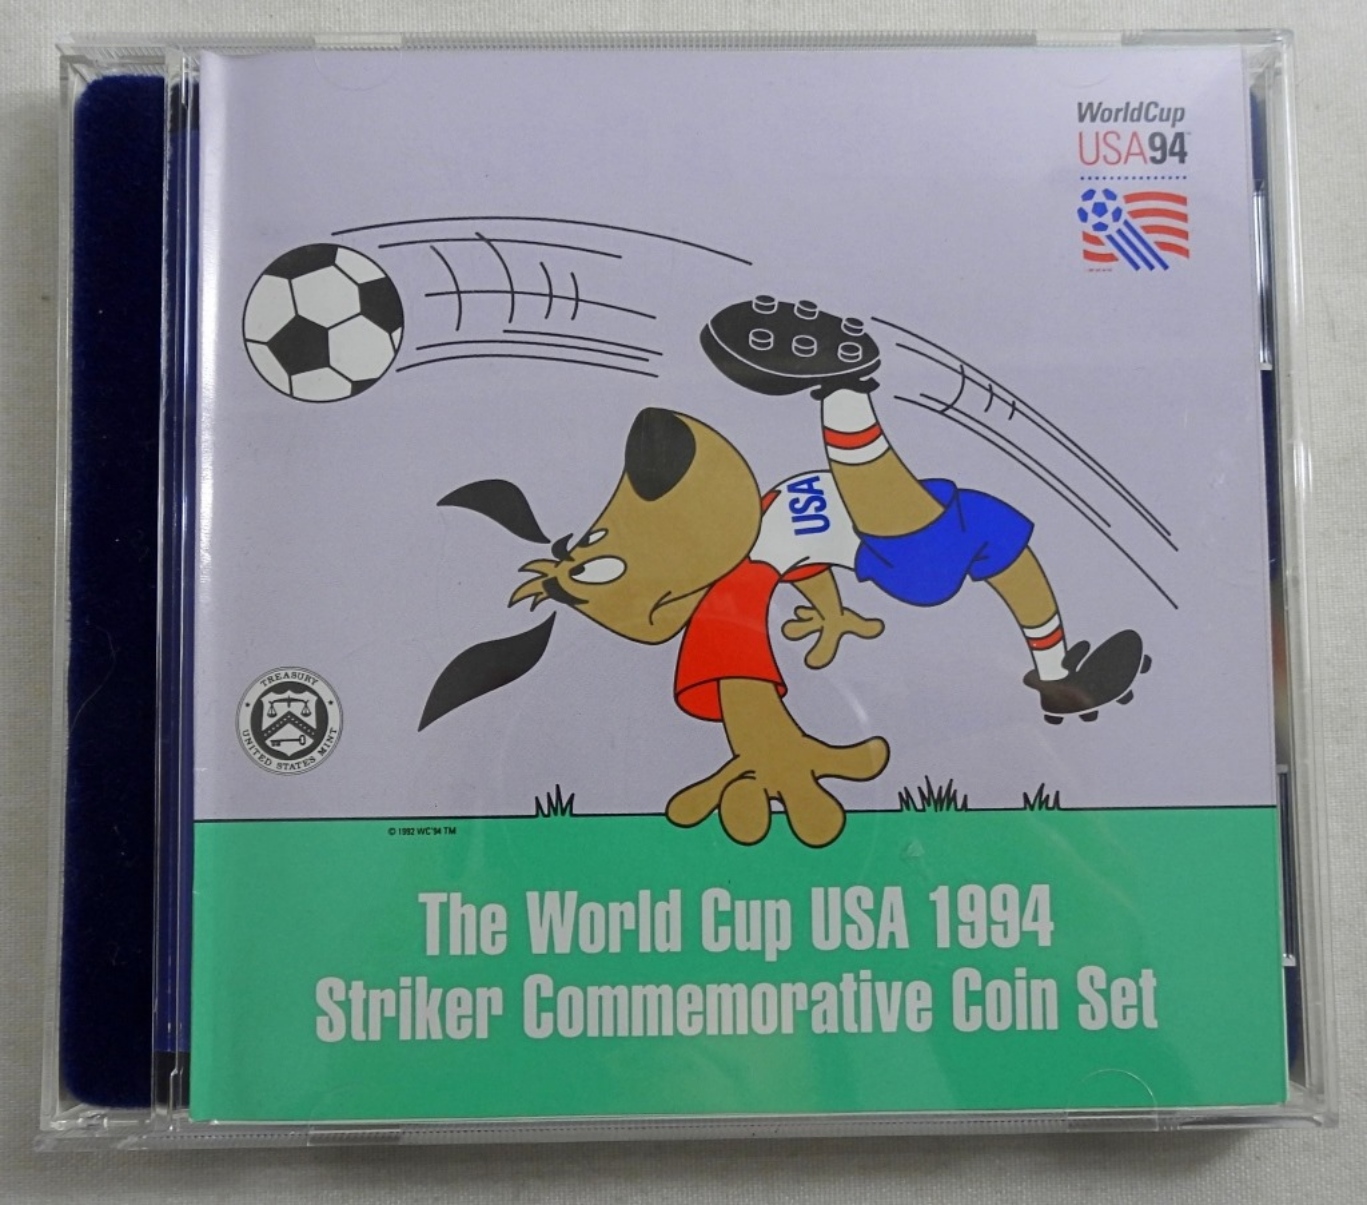 WorldCup
USA94
USA
TREASURY
UNITED STATES MINT
© 1992 WC'94 TM
The World Cup USA 1994
Striker Commemorative Coin Set